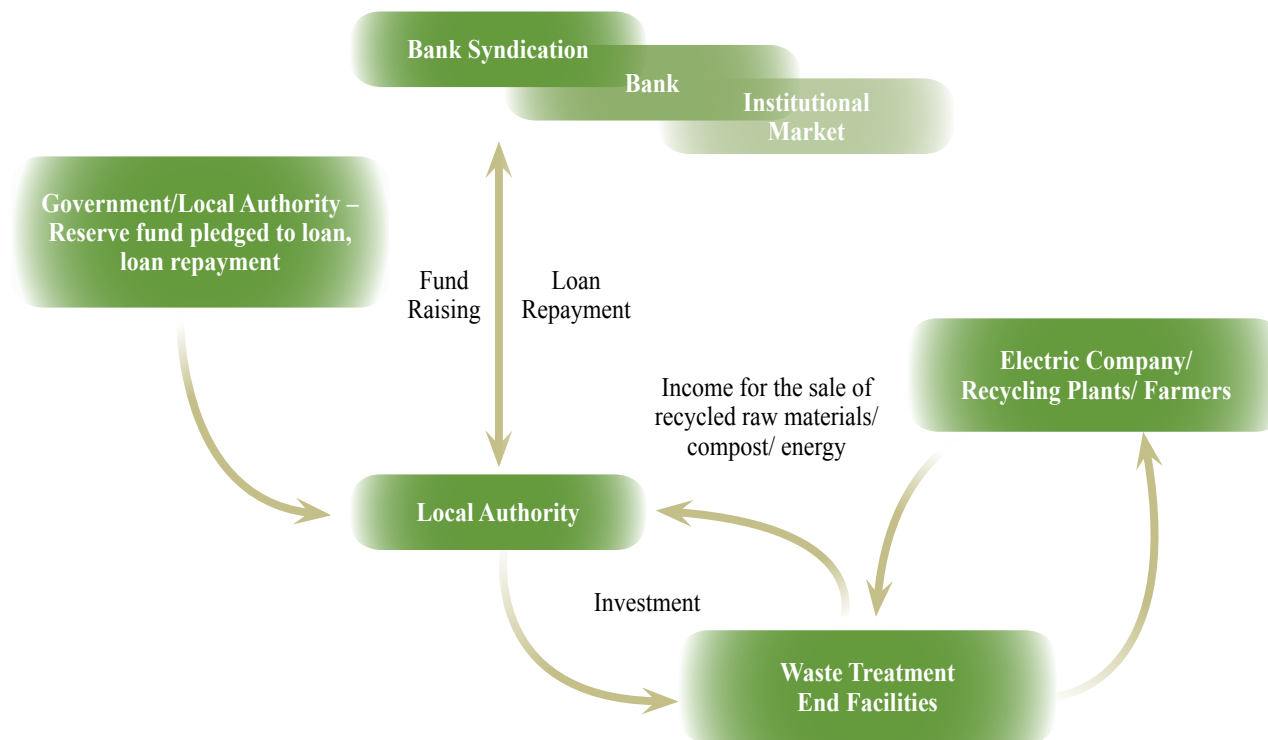 Bank Syndication
Bank
Institutional
Market
Government/Local Authority –
Reserve fund pledged to loan,
loan repayment
Fund
Raising
Loan
Repayment
Electric Company/
Recycling Plants/ Farmers
Income for the sale of
recycled raw materials/
compost/ energy
Local Authority
Investment
Waste Treatment
End Facilities